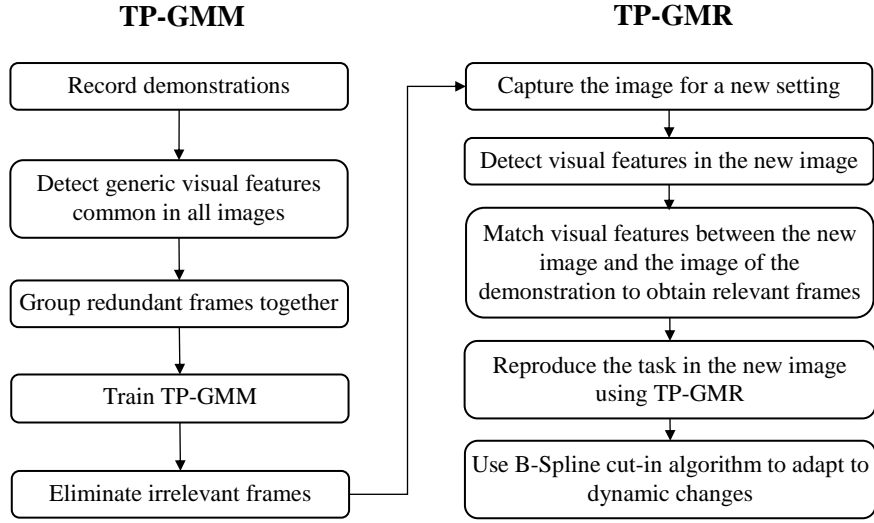 TP-GMM
Record demonstrations
Detect generic visual features
common in all images
Group redundant frames together
Train TP-GMM
Eliminate irrelevant frames
TP-GMR
Capture the image for a new setting
Detect visual features in the new image
Match visual features between the new
image and the image of the
demonstration to obtain relevant frames
Reproduce the task in the new image
using TP-GMR
Use B-Spline cut-in algorithm to adapt to
dynamic changes